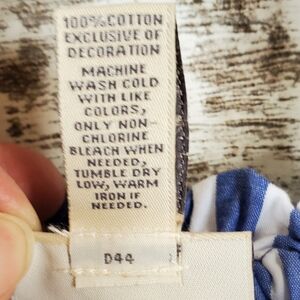 100% COTTON
EXCLUSIVE OF
DECORATION
MACHINE
WASH COLD
WITH LIKE
COLORS,
ONLY NON-
CHLORINE
BLEACH WHEN
NEEDED,
TUMBLE DRY
LOW, WARM
IRON IF
NEEDED.
D44